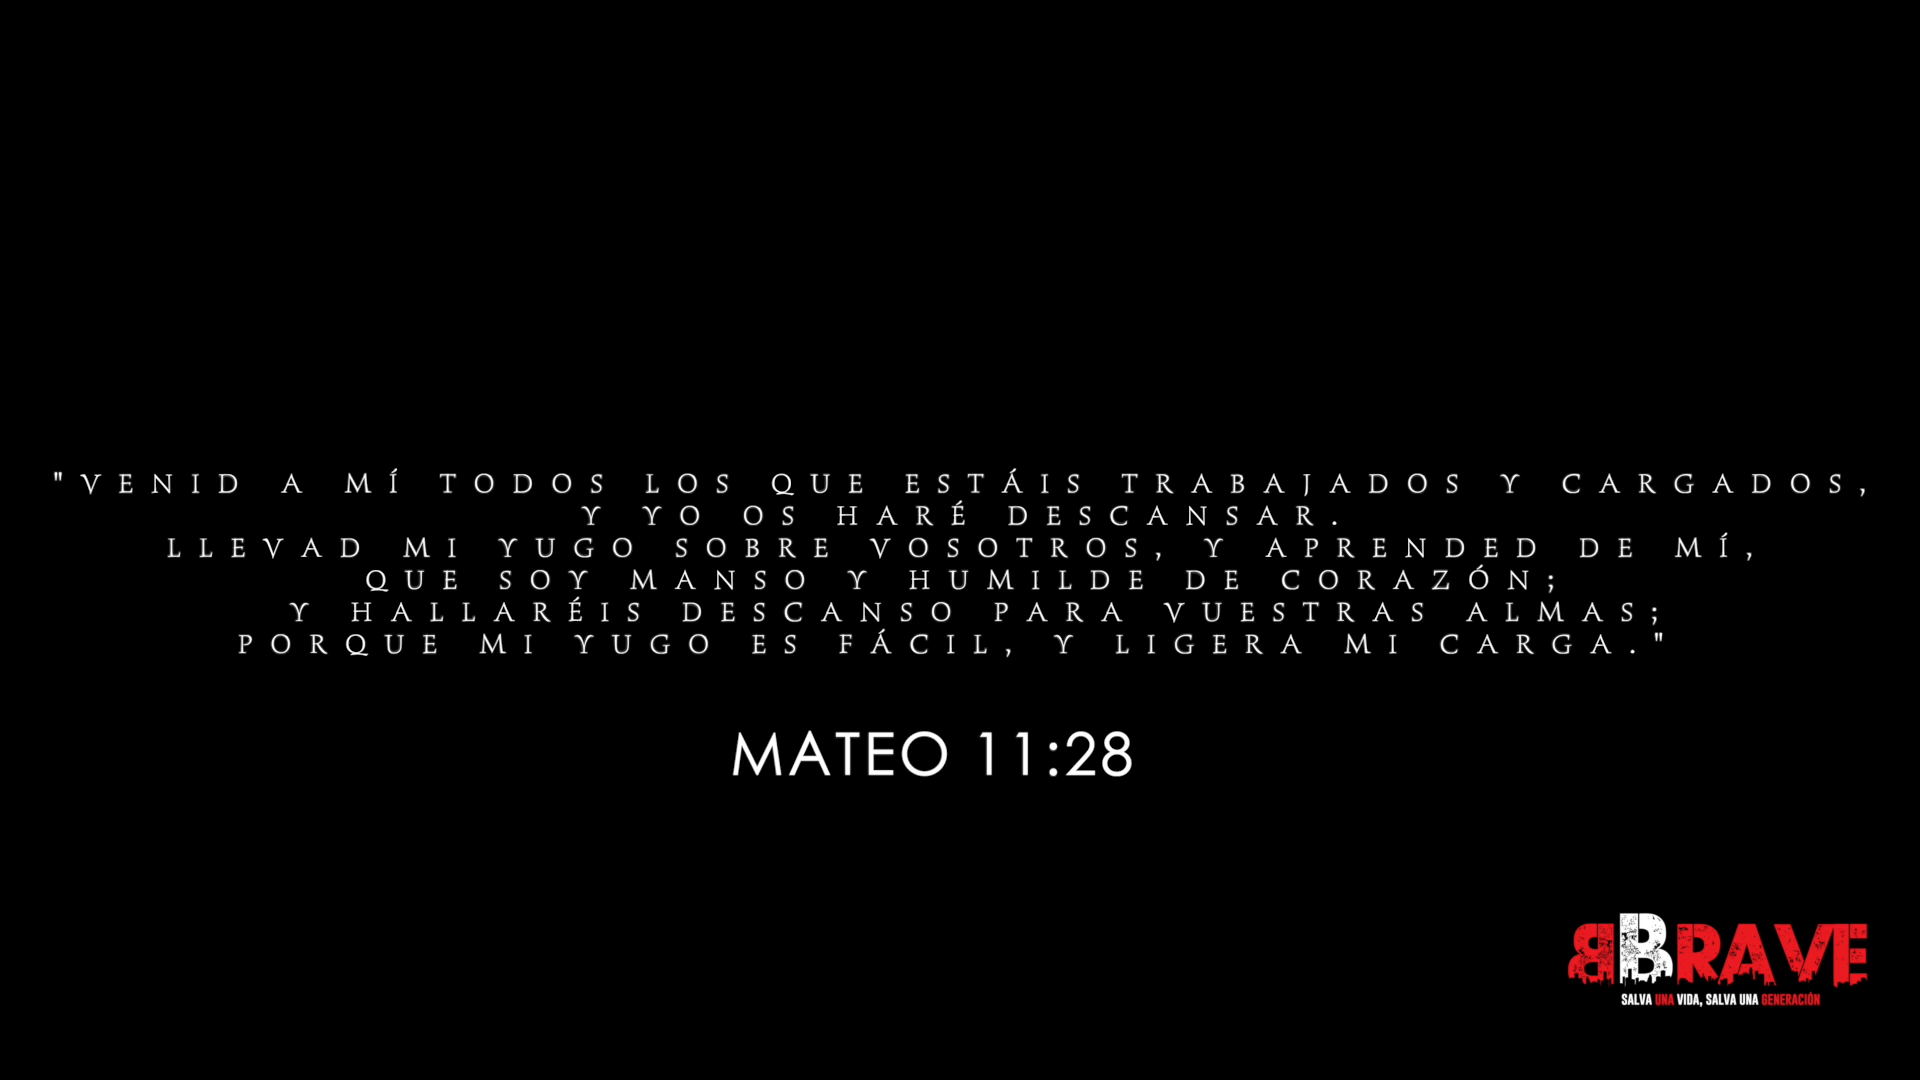 "VENID A MÍ TODOS LOS QUE ESTÁIS TRABAJADOS Y CARGADOS,
Y YO OS HARÉ DESCANSAR.
LLEVAD MI YUGO SOBRE VOSOTROS, Y APRENDED DE MÍ,
QUE SOY MANSO Y HUMILDE DE CORAZÓN;
Y HALLARÉIS DESCANSO PARA VUESTRAS ALMAS;
PORQUE MI YUGO ES FÁCIL, Y LIGERA MI CARGA."
MATEO 11:28
BBRAVE
SALVA UNA VIDA, SALVA UNA GENERACIÓN